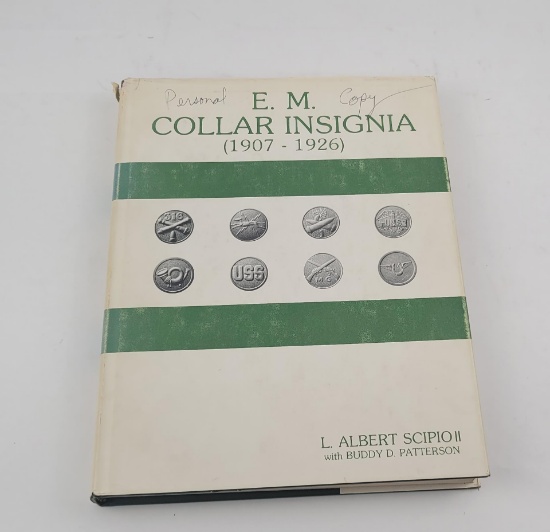 Personal E. M. Copy
COLLAR INSIGNIA
(1907 - 1926)
USS
L. ALBERT SCIPIO II
with BUDDY D. PATTERSON